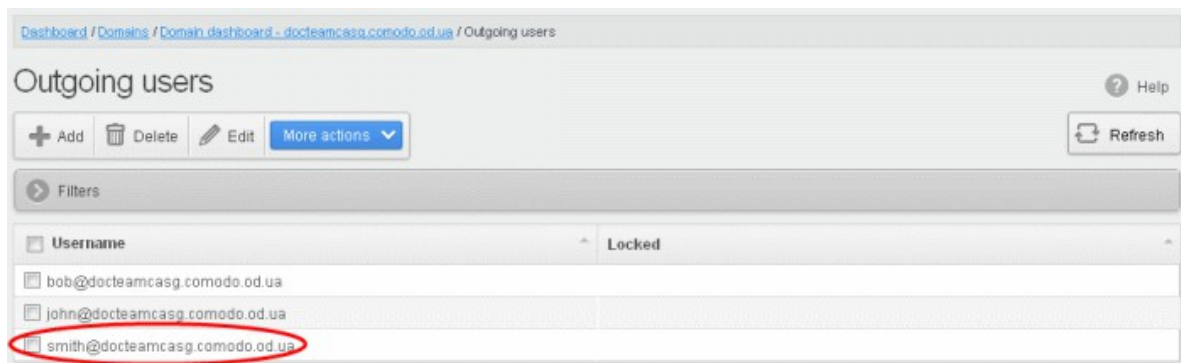 Dashboard / Domains / Domain dashboard - docteamcasg.comodo.od.ua / Outgoing users
Outgoing users
Help
Add Delete Edit More actions
Refresh
Filters
Username Locked
bob@docteamcasg.comodo.od.ua
john@docteamcasg.comodo.od.ua
smith@docteamcasg.comodo.od.ua